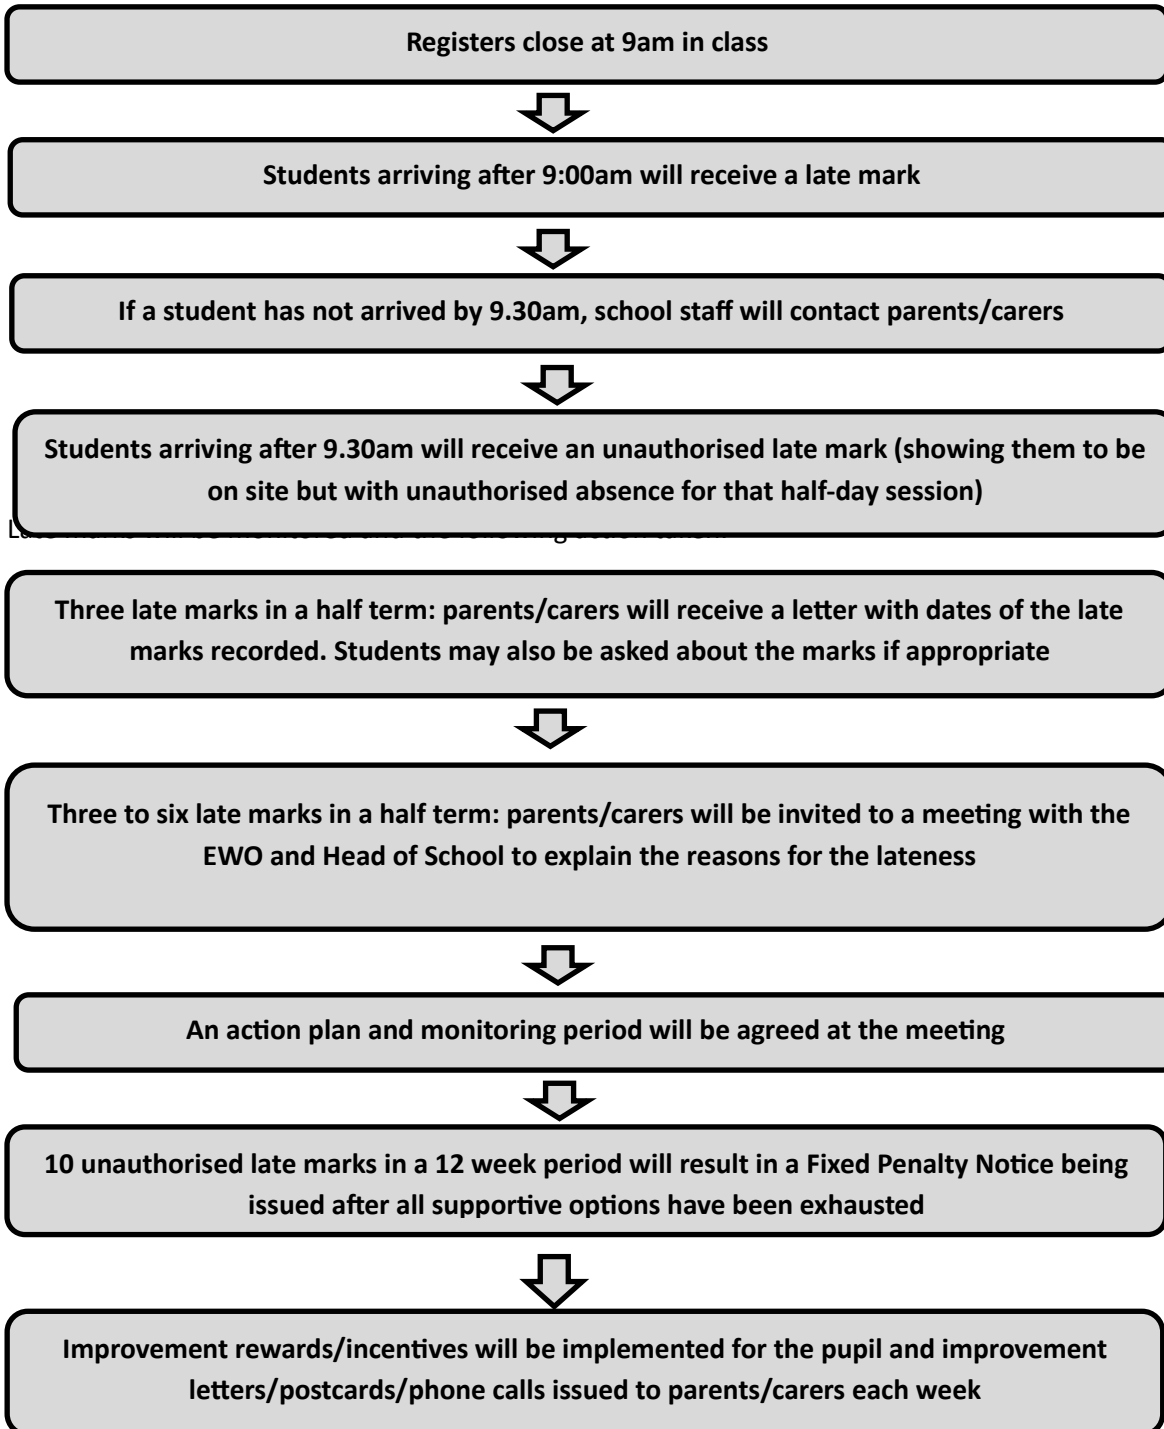 Registers close at 9am in class
Students arriving after 9:00am will receive a late mark
If a student has not arrived by 9.30am, school staff will contact parents/carers
Students arriving after 9.30am will receive an unauthorised late mark (showing them to be
on site but with unauthorised absence for that half-day session)
Three late marks in a half term: parents/carers will receive a letter with dates of the late
marks recorded. Students may also be asked about the marks if appropriate
Three to six late marks in a half term: parents/carers will be invited to a meeting with the
EWO and Head of School to explain the reasons for the lateness
An action plan and monitoring period will be agreed at the meeting
10 unauthorised late marks in a 12 week period will result in a Fixed Penalty Notice being
issued after all supportive options have been exhausted
Improvement rewards/incentives will be implemented for the pupil and improvement
letters/postcards/phone calls issued to parents/carers each week